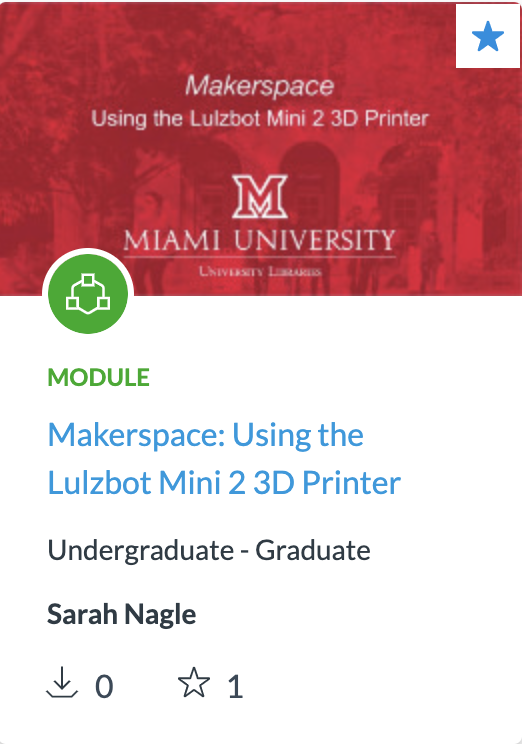 Makerspace
Using the Lulzbot Mini 2 3D Printer
M
MIAMI UNIVERSITY
University Libraries
MODULE
Makerspace: Using the
Lulzbot Mini 2 3D Printer
Undergraduate - Graduate
Sarah Nagle
0 1